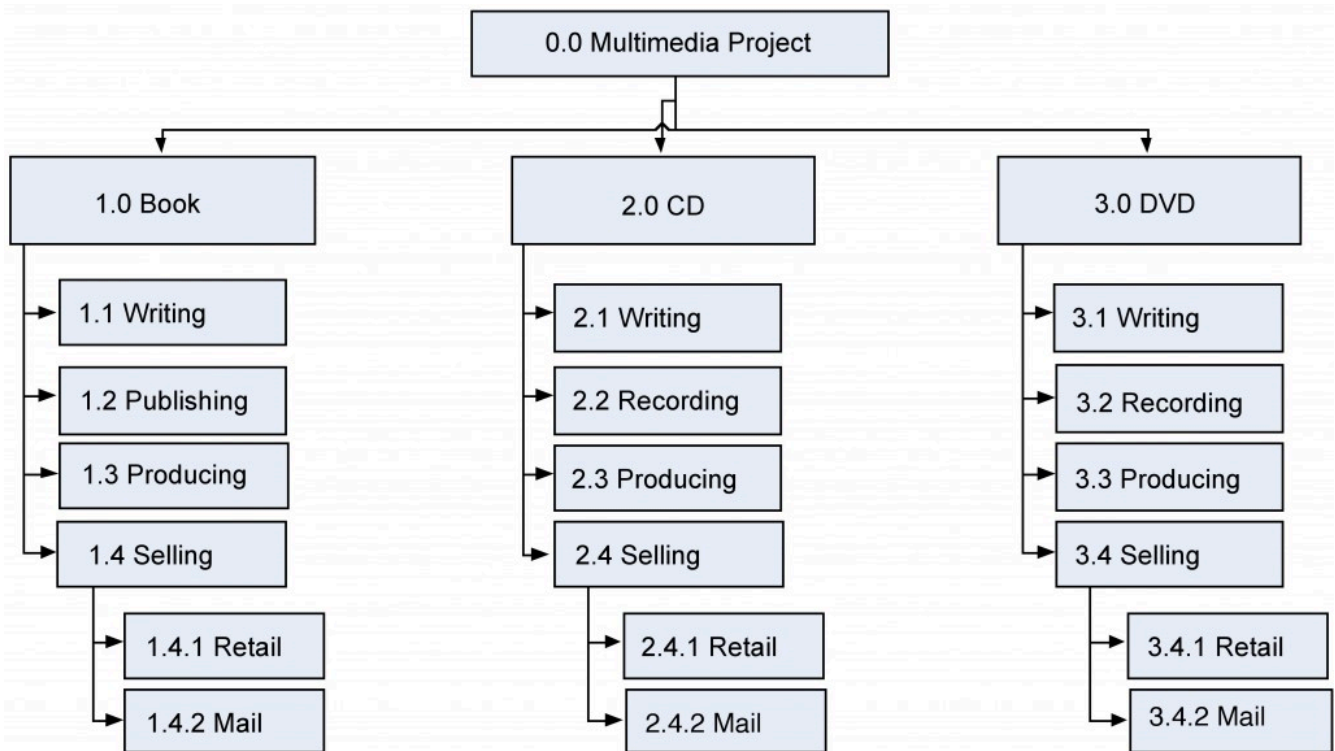 0.0 Multimedia Project
1.0 Book
1.1 Writing
1.2 Publishing
1.3 Producing
1.4 Selling
1.4.1 Retail
1.4.2 Mail
2.0 CD
2.1 Writing
2.2 Recording
2.3 Producing
2.4 Selling
2.4.1 Retail
2.4.2 Mail
3.0 DVD
3.1 Writing
3.2 Recording
3.3 Producing
3.4 Selling
3.4.1 Retail
3.4.2 Mail